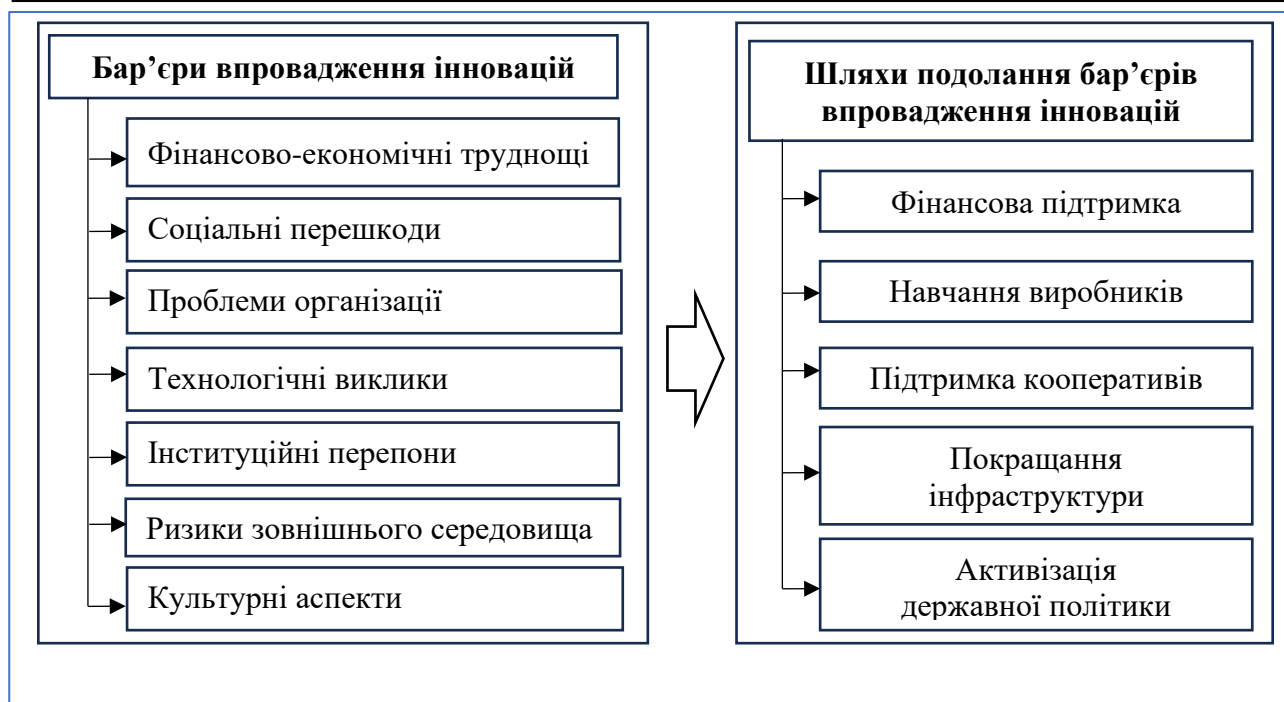 Бар’єри впровадження інновацій
Фінансово-економічні труднощі
Соціальні перешкоди
Проблеми організації
Технологічні виклики
Інституційні перепони
Ризики зовнішнього середовища
Культурні аспекти
Шляхи подолання бар’єрів
впровадження інновацій
Фінансова підтримка
Навчання виробників
Підтримка кооперативів
Покращання
інфраструктури
Активізація
державної політики